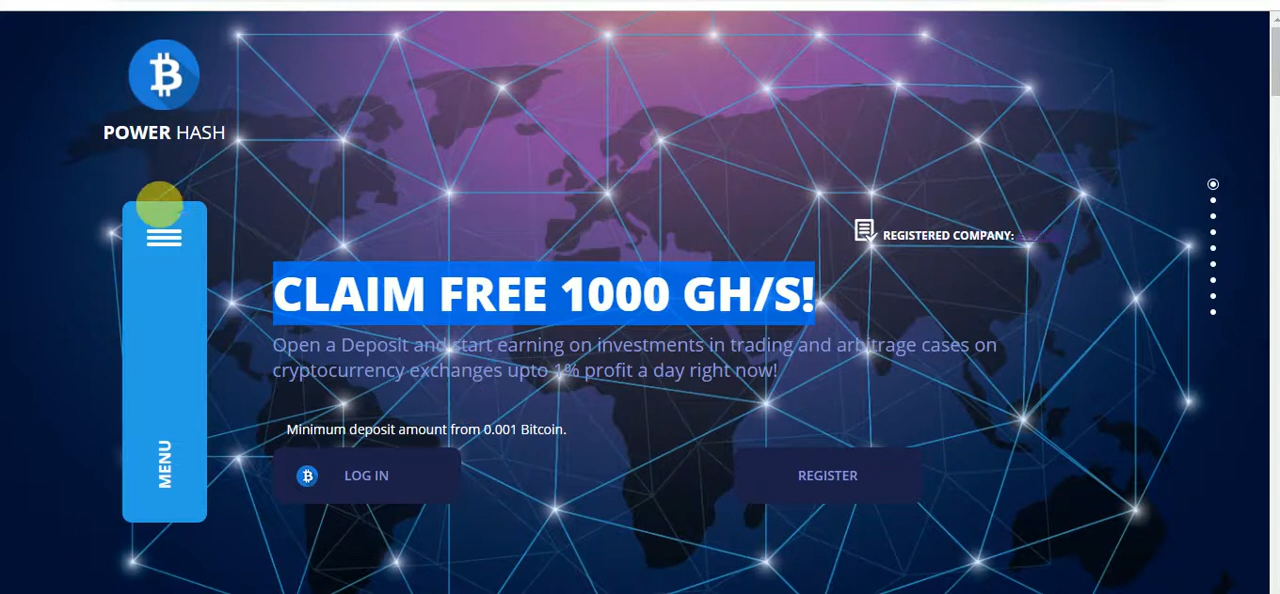 POWER HASH
REGISTERED COMPANY:
CLAIM FREE 1000 GH/S!
Open a Deposit and start earning on investments in trading and arbitrage cases on
cryptocurrency exchanges upto 1% profit a day right now!
Minimum deposit amount from 0.001 Bitcoin.
LOG IN
REGISTER
MENU